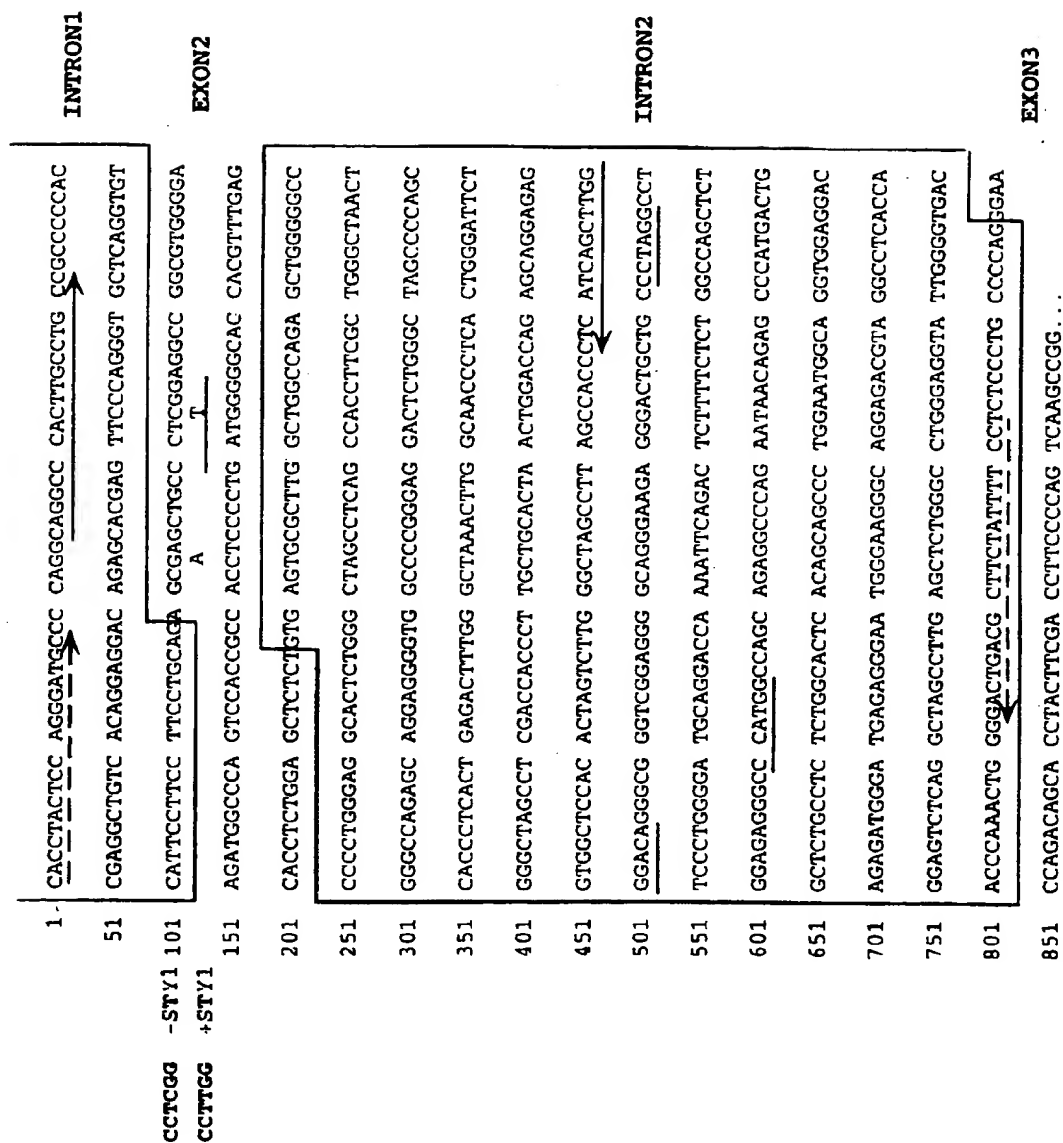 INTRON1
1- CACCTACTCC AGGGATGCCC CAGGCAGGCC CACTTGCCTG CCGCCCCCAC
51 CGAGGCTGTC ACAGGAGGAC AGAGCACGAG TTCCCAGGGT GCTCAGGTGT
CCTCGG -STY1 101 CATTCCTTCC TTCCTGCAGA GCGAGCTGCC CTCGGAGGCC GGCGTGGGGA
CCTTGG +STY1 A T EXON2
151 AGATGGCCCA GTCCACCGCC ACCTCCCCTG ATGGGGGCAC CACGTTTGAG
201 CACCTCTGGA GCTCTCTGTG AGTGCGCTTG GCTGGCCAGA GCTGGGGGCC
251 CCCCTGGGAG GCACTCTGGG CTAGCCTCAG CCACCTTCGC TGGGCTAACT
301 GGGCCAGAGC AGGAGGGGTG GCCCCGGGAG GACTCTGGGC TAGCCCCCAGC
351 CACCCTCACT GAGACTTTGG GCTAAACTTG GCAACCCTCA CTGGGATTCT
401 GGGCTAGCCT CGACCACCCT TGCTGCACTAA ACTGGACCAG AGCAGGAGAG
451 GTGGCTCCAC ACTAGTCTTG GGCTAGCCTT AGCCACCCTC ATCAGCTTGG
501 GGACAGGGCG GGTCGGAGGG GCAGGGAAGA GGGACTGCTG CCCTAGGCCT
INTRON2
551 TCCCTGGGGA TGCAGGACCA AAATTCAGAC TCTTTTCTCT GGCCAGCTCT
601 GGAGAGGGCC CATGGCCAGC AGAGGCCCAG AATAACAGAG CCCATGACTG
651 GCTCTGCCTC TCTGGCACTC ACAGCAGCCC TGGAATGGCA GGTGGAGGAC
701 AGAGATGGGA TGAGAGGGAA TGGGAAGGGC AGGAGACGTA GGCCTCACCA
751 GGAGTCTCAG GCTAGCCTTG AGCTCTGGGC CTGGGAGGTA TTGGGGTGAC
801 ACCCAAACTG GGGACTGACG CTTCTATTTT CCTCTCCCTG CCCCAGGGAA
851 CCAGACAGCA CCTACTTCGA CCTTCCCCAG TCAAGCCGG...
EXON3